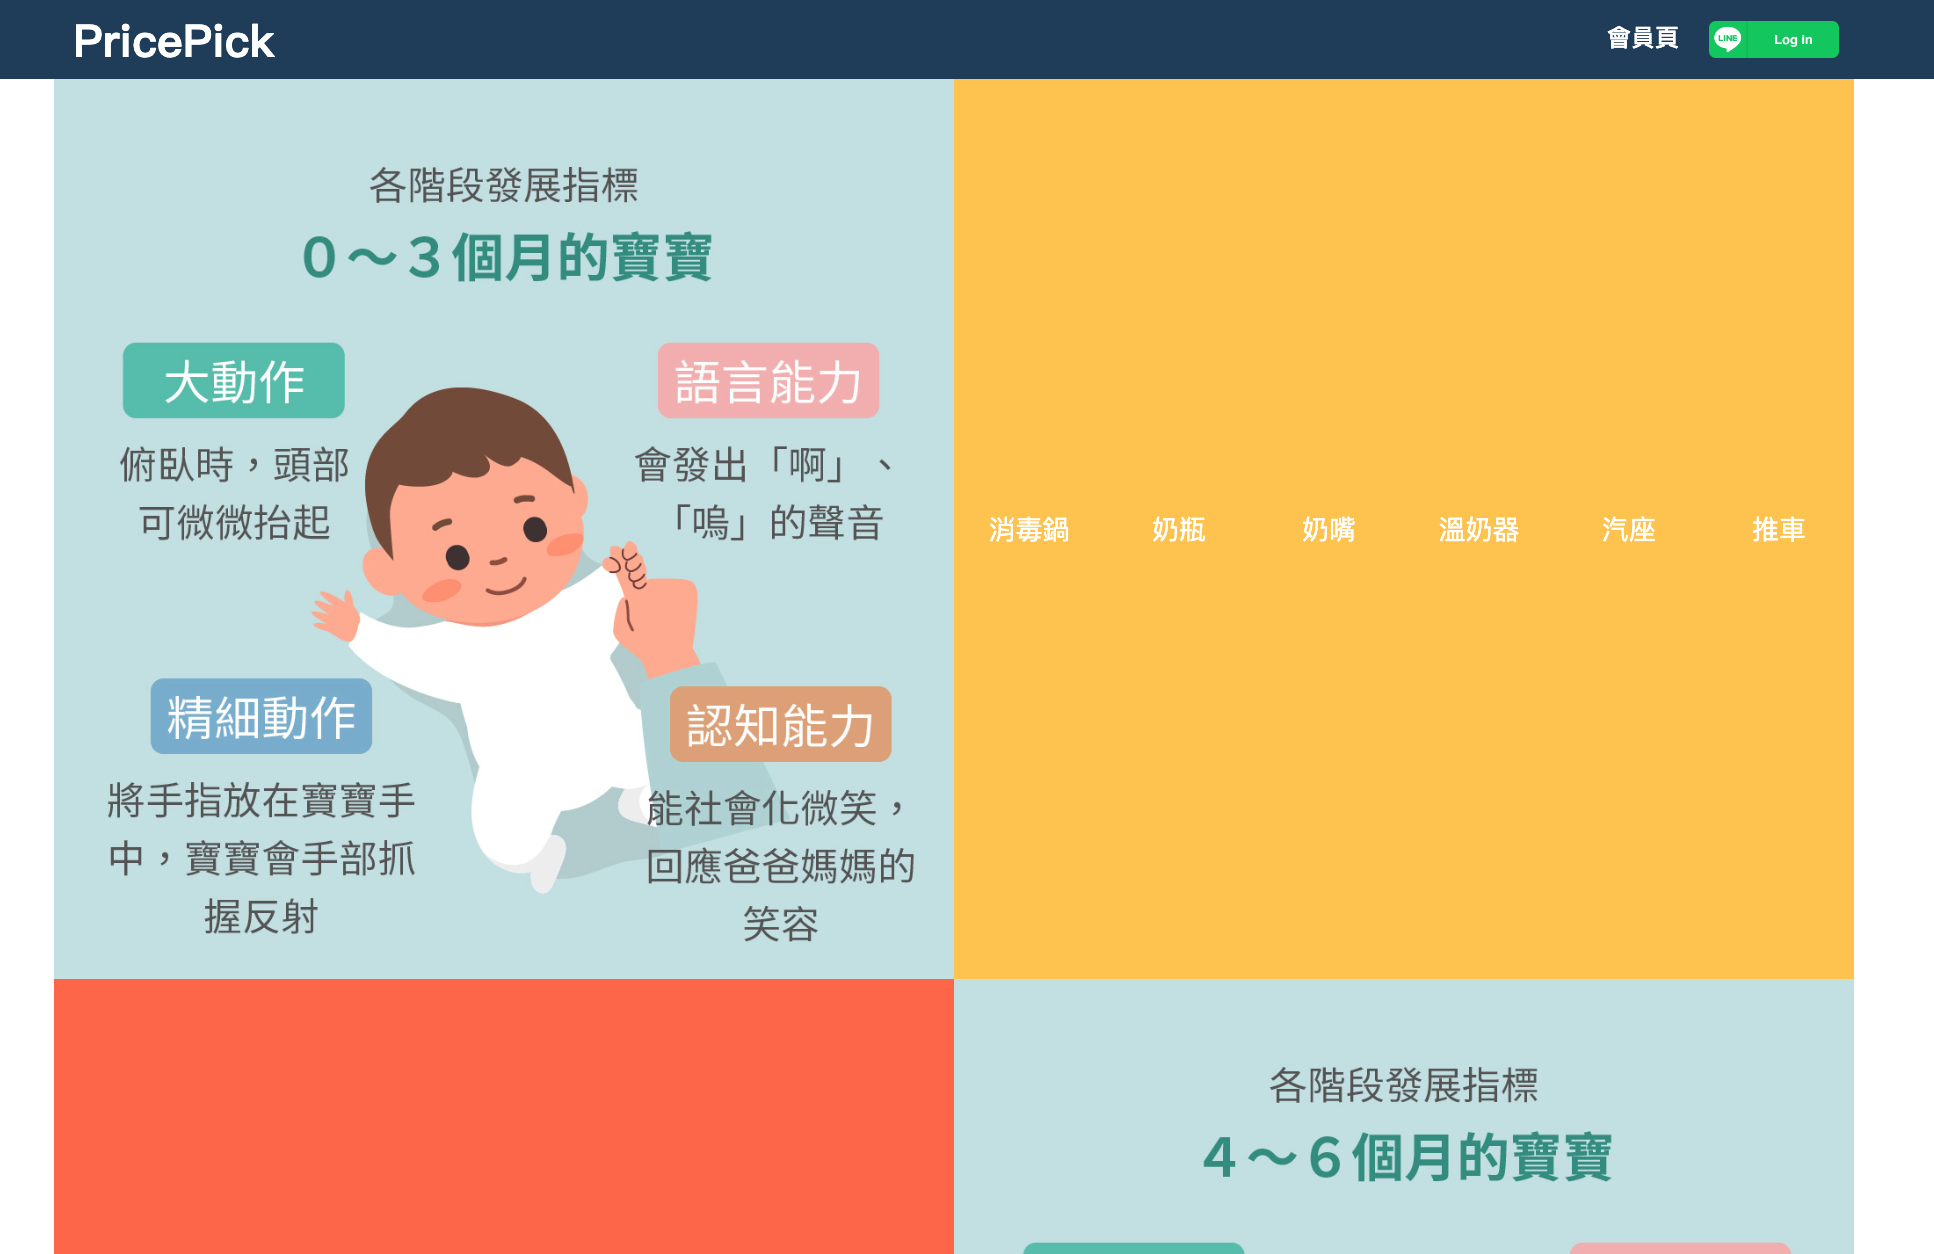 PricePick
會員頁
LINE
Log in
各階段發展指標
0～3個月的寶寶
大動作
俯臥時，頭部
可微微抬起
語言能力
會發出「啊」、
「嗚」的聲音
精細動作
將手指放在寶寶手
中，寶寶會手部抓
握反射
認知能力
能社會化微笑，
回應爸爸媽媽的
笑容
消毒鍋
奶瓶
奶嘴
溫奶器
汽座
推車
各階段發展指標
4～6個月的寶寶